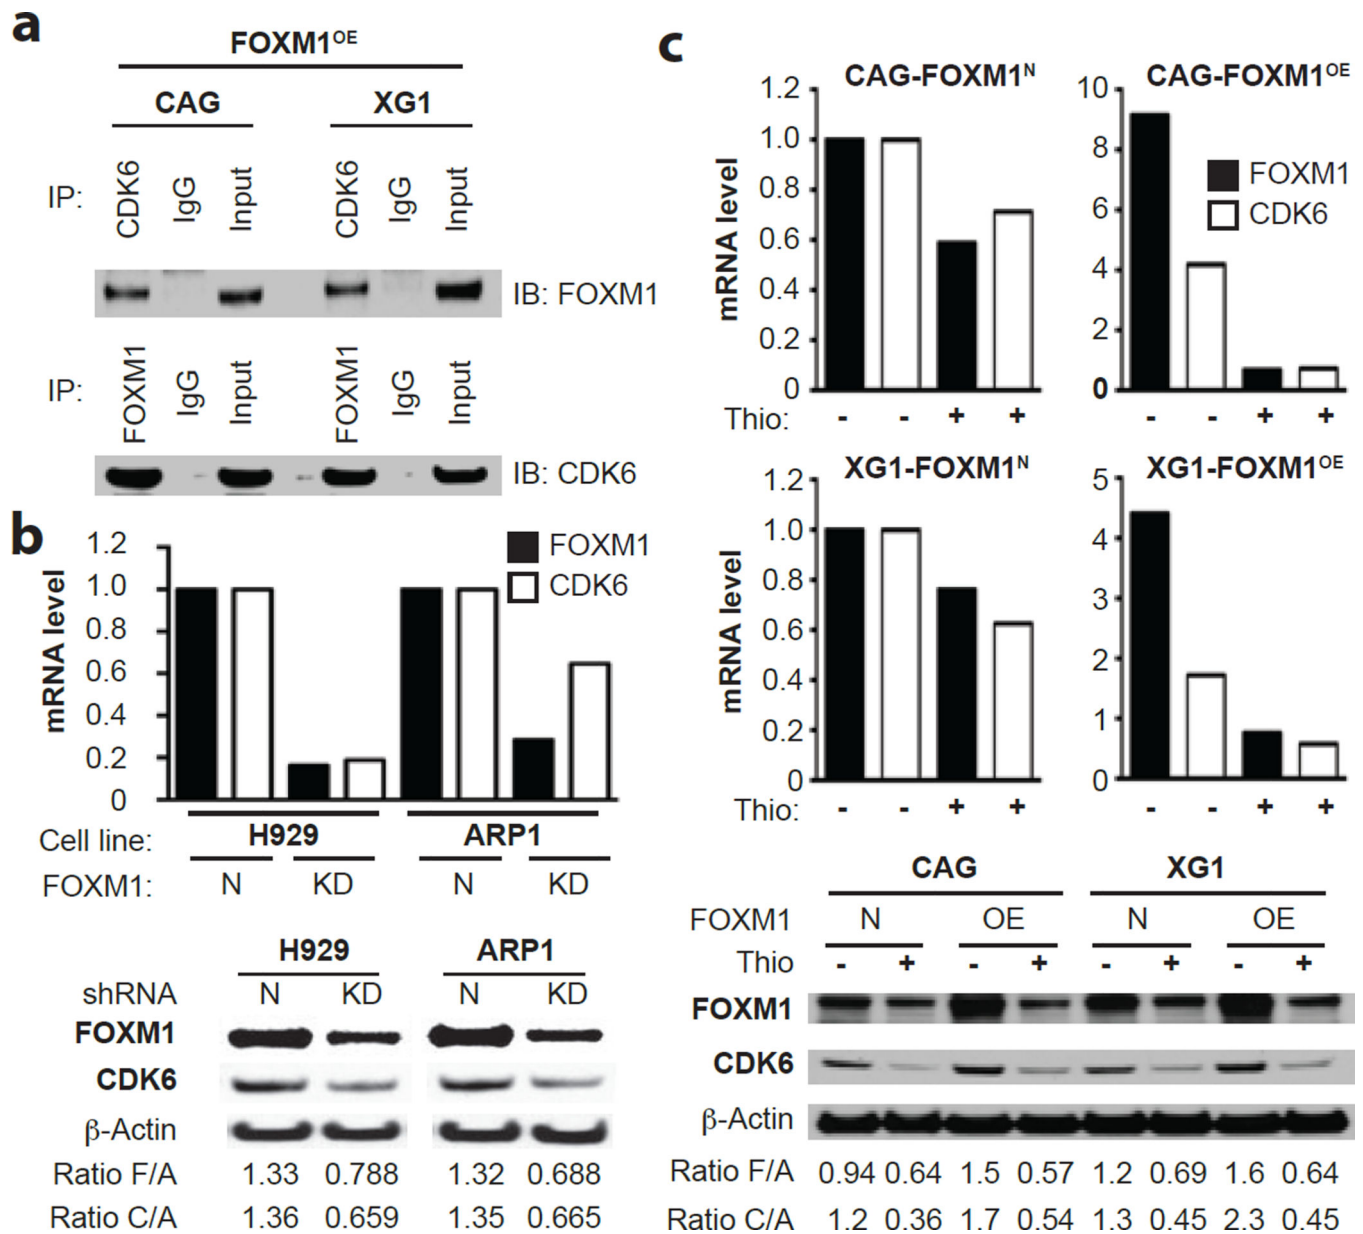 a
FOXM1OE
CAG XG1
IP: CDK6 IgG Input CDK6 IgG Input
IB: FOXM1
IP: FOXM1 IgG Input FOXM1 IgG Input
IB: CDK6
b
mRNA level
1.2
1.0
0.8
0.6
0.4
0.2
0
FOXM1
CDK6
Cell line: H929 ARP1
FOXM1: N KD N KD
H929 ARP1
shRNA N KD N KD
FOXM1
CDK6
β-Actin
Ratio F/A 1.33 0.788 1.32 0.688
Ratio C/A 1.36 0.659 1.35 0.665
c
CAG-FOXM1N
mRNA level
1.2
1.0
0.8
0.6
0.4
0.2
0
Thio: - - + +
CAG-FOXM1OE
10
8
6
4
2
0
FOXM1
CDK6
- - + +
XG1-FOXM1N
mRNA level
1.2
1.0
0.8
0.6
0.4
0.2
0
Thio: - - + +
XG1-FOXM1OE
5
4
3
2
1
0
- - + +
CAG XG1
FOXM1 N OE N OE
Thio - + - + - + - +
FOXM1
CDK6
β-Actin
Ratio F/A 0.94 0.64 1.5 0.57 1.2 0.69 1.6 0.64
Ratio C/A 1.2 0.36 1.7 0.54 1.3 0.45 2.3 0.45